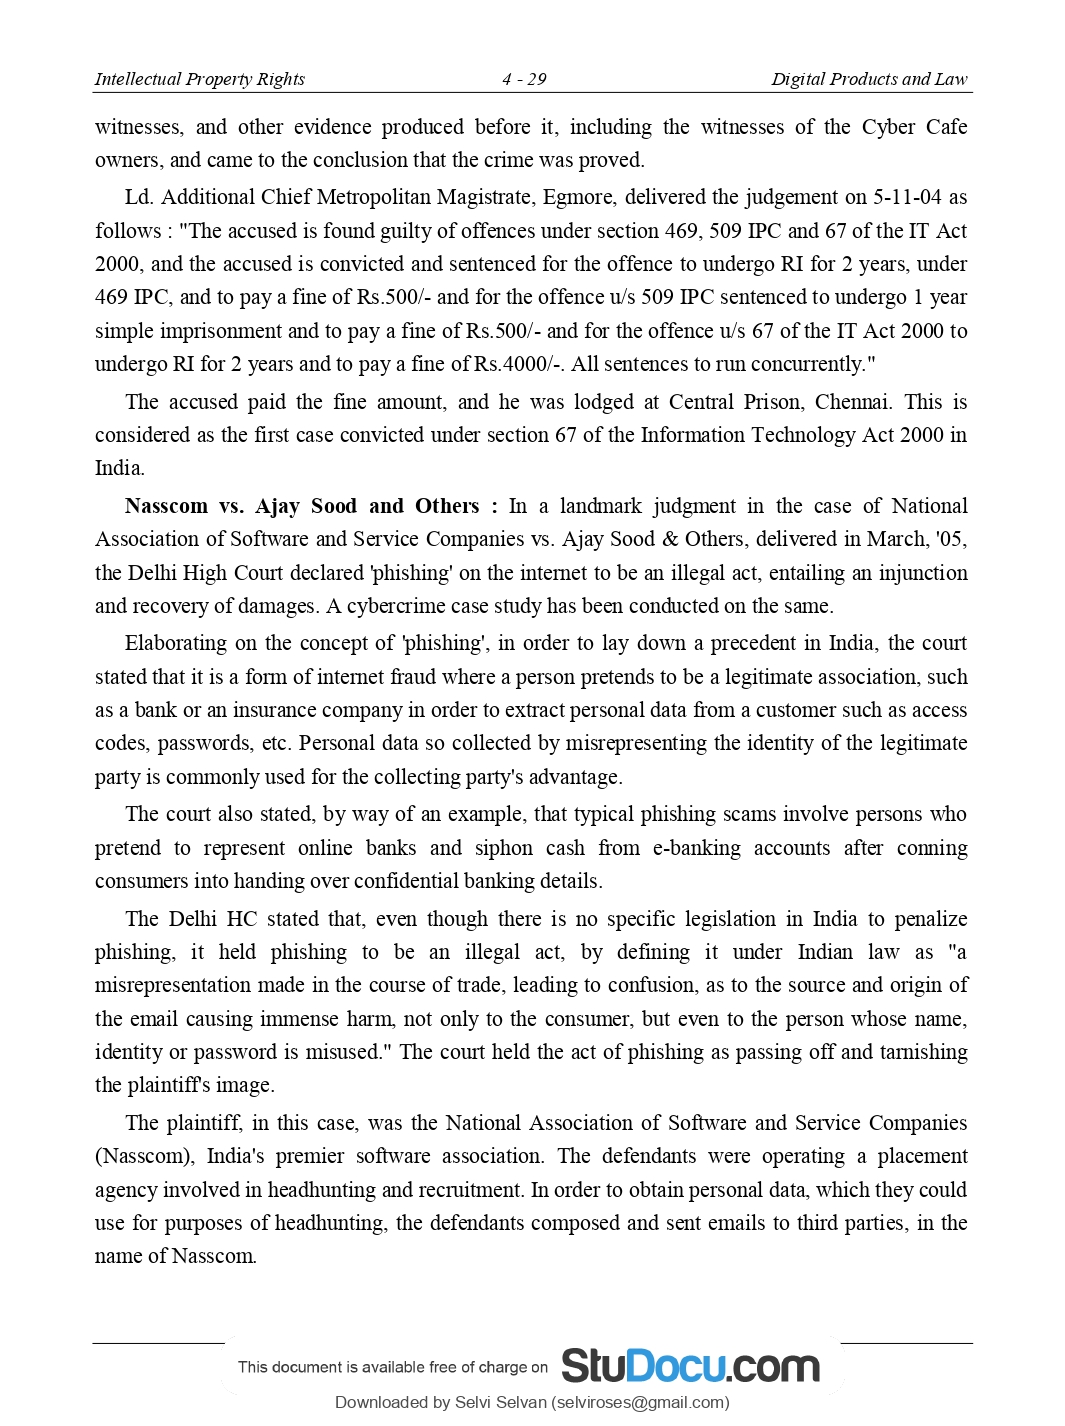 Intellectual Property Rights 4 - 29 Digital Products and Law
witnesses, and other evidence produced before it, including the witnesses of the Cyber Cafe
owners, and came to the conclusion that the crime was proved.
Ld. Additional Chief Metropolitan Magistrate, Egmore, delivered the judgement on 5-11-04 as
follows : "The accused is found guilty of offences under section 469, 509 IPC and 67 of the IT Act
2000, and the accused is convicted and sentenced for the offence to undergo RI for 2 years, under
469 IPC, and to pay a fine of Rs.500/- and for the offence u/s 509 IPC sentenced to undergo 1 year
simple imprisonment and to pay a fine of Rs.500/- and for the offence u/s 67 of the IT Act 2000 to
undergo RI for 2 years and to pay a fine of Rs.4000/-. All sentences to run concurrently."
The accused paid the fine amount, and he was lodged at Central Prison, Chennai. This is
considered as the first case convicted under section 67 of the Information Technology Act 2000 in
India.
Nasscom vs. Ajay Sood and Others : In a landmark judgment in the case of National
Association of Software and Service Companies vs. Ajay Sood & Others, delivered in March, '05,
the Delhi High Court declared 'phishing' on the internet to be an illegal act, entailing an injunction
and recovery of damages. A cybercrime case study has been conducted on the same.
Elaborating on the concept of 'phishing', in order to lay down a precedent in India, the court
stated that it is a form of internet fraud where a person pretends to be a legitimate association, such
as a bank or an insurance company in order to extract personal data from a customer such as access
codes, passwords, etc. Personal data so collected by misrepresenting the identity of the legitimate
party is commonly used for the collecting party's advantage.
The court also stated, by way of an example, that typical phishing scams involve persons who
pretend to represent online banks and siphon cash from e-banking accounts after conning
consumers into handing over confidential banking details.
The Delhi HC stated that, even though there is no specific legislation in India to penalize
phishing, it held phishing to be an illegal act, by defining it under Indian law as "a
misrepresentation made in the course of trade, leading to confusion, as to the source and origin of
the email causing immense harm, not only to the consumer, but even to the person whose name,
identity or password is misused." The court held the act of phishing as passing off and tarnishing
the plaintiff's image.
The plaintiff, in this case, was the National Association of Software and Service Companies
(Nasscom), India's premier software association. The defendants were operating a placement
agency involved in headhunting and recruitment. In order to obtain personal data, which they could
use for purposes of headhunting, the defendants composed and sent emails to third parties, in the
name of Nasscom.
This document is available free of charge on StuDocu.com
Downloaded by Selvi Selvan (selviroses@gmail.com)